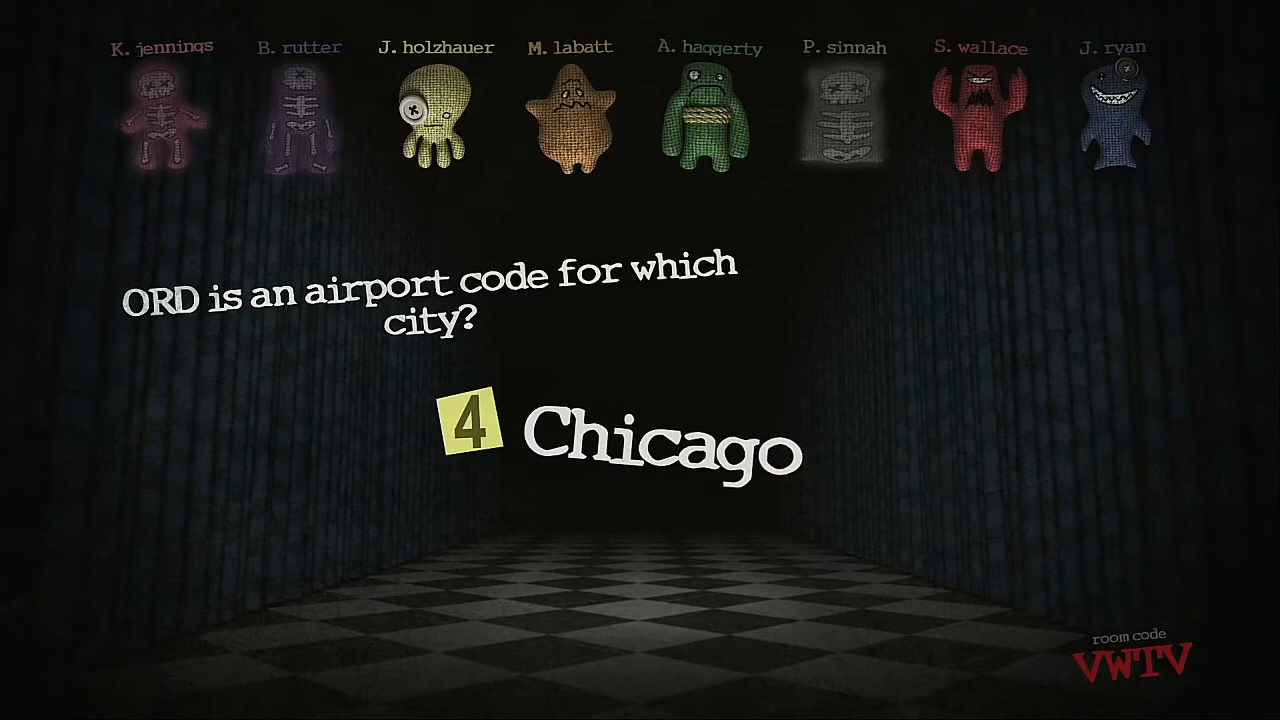 K. jennings B. rutter J. holzhauer M. labatt A. haggerty P. sinnah S. wallace J. ryan
ORD is an airport code for which
city?
4 Chicago
room code
VWTV